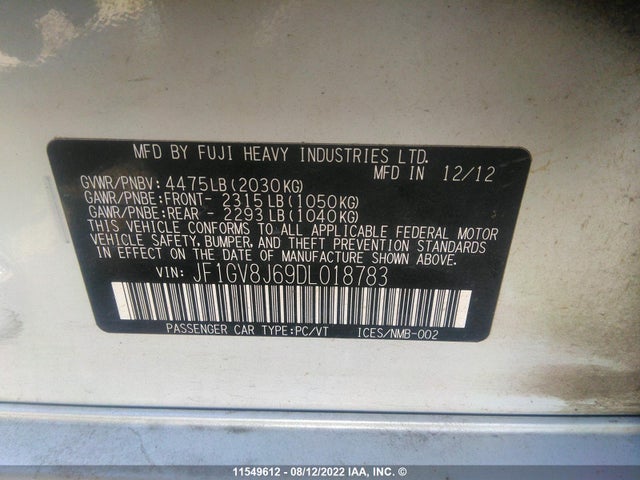 MFD BY FUJI HEAVY INDUSTRIES LTD.
MFD IN 12/12
GVWR/PNBV: 4475LB(2030KG)
GAWR/PNBE:FRONT- 2315LB(1050KG)
GAWR/PNBE:REAR - 2293LB(1040KG)
THIS VEHICLE CONFORMS TO ALL APPLICABLE FEDERAL MOTOR
VEHICLE SAFETY, BUMPER, AND THEFT PREVENTION STANDARDS
IN EFFECT ON THE DATE OF MANUFACTURE SHOWN ABOVE.
VIN: JF1GV8J69DL018783
PASSENGER CAR TYPE:PC/VT ICES/NMB-002
11549612 - 08/12/2022 IAA, INC. ©